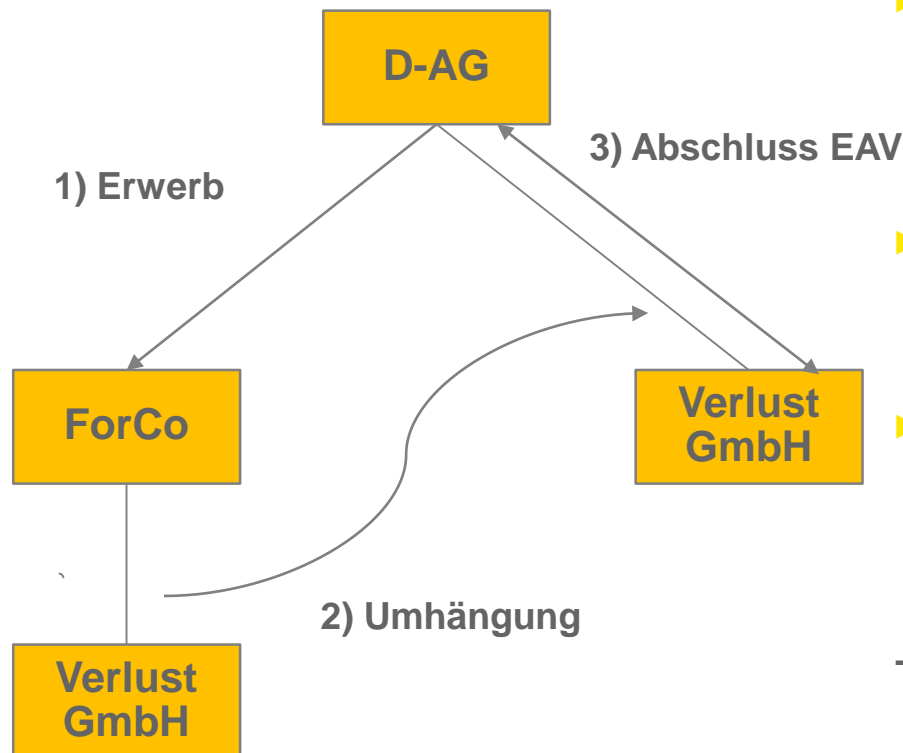 D-AG
3) Abschluss EAV
1) Erwerb
ForCo
Verlust
GmbH
2) Umhängung
Verlust
GmbH